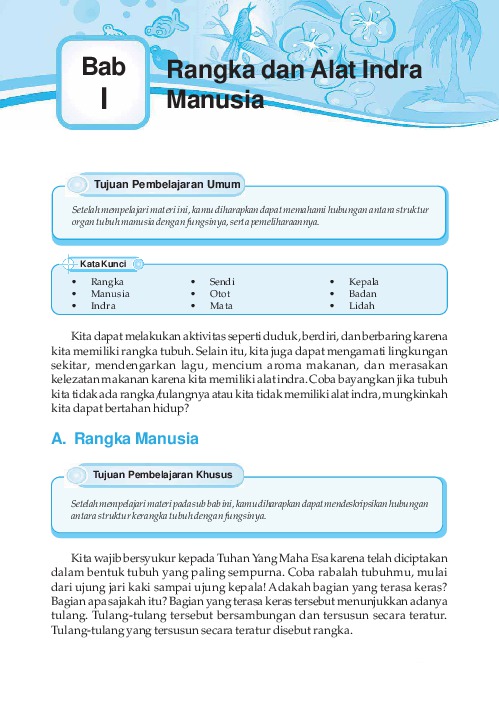 Bab
I
Rangka dan Alat Indra
Manusia
Tujuan Pembelajaran Umum
Setelah mempelajari materi ini, kamu diharapkan dapat memahami hubungan antara struktur
organ tubuh manusia dengan fungsinya, serta pemeliharaannya.
Kata Kunci
• Rangka • Sendi • Kepala
• Manusia • Otot • Badan
• Indra • Mata • Lidah
Kita dapat melakukan aktivitas seperti duduk, berdiri, dan berbaring karena
kita memiliki rangka tubuh. Selain itu, kita juga dapat mengamati lingkungan
sekitar, mendengarkan lagu, mencium aroma makanan, dan merasakan
kelezatan makanan karena kita memiliki alat indra. Coba bayangkan jika tubuh
kita tidak ada rangka/tulangnya atau kita tidak memiliki alat indra, mungkinkah
kita dapat bertahan hidup?
A. Rangka Manusia
Tujuan Pembelajaran Khusus
Setelah mempelajari materi pada sub bab ini, kamu diharapkan dapat mendeskripsikan hubungan
antara struktur kerangka tubuh dengan fungsinya.
Kita wajib bersyukur kepada Tuhan Yang Maha Esa karena telah diciptakan
dalam bentuk tubuh yang paling sempurna. Coba rabalah tubuhmu, mulai
dari ujung jari kaki sampai ujung kepala! Adakah bagian yang terasa keras?
Bagian apa sajakah itu? Bagian yang terasa keras tersebut menunjukkan adanya
tulang. Tulang-tulang tersebut bersambungan dan tersusun secara teratur.
Tulang-tulang yang tersusun secara teratur disebut rangka.